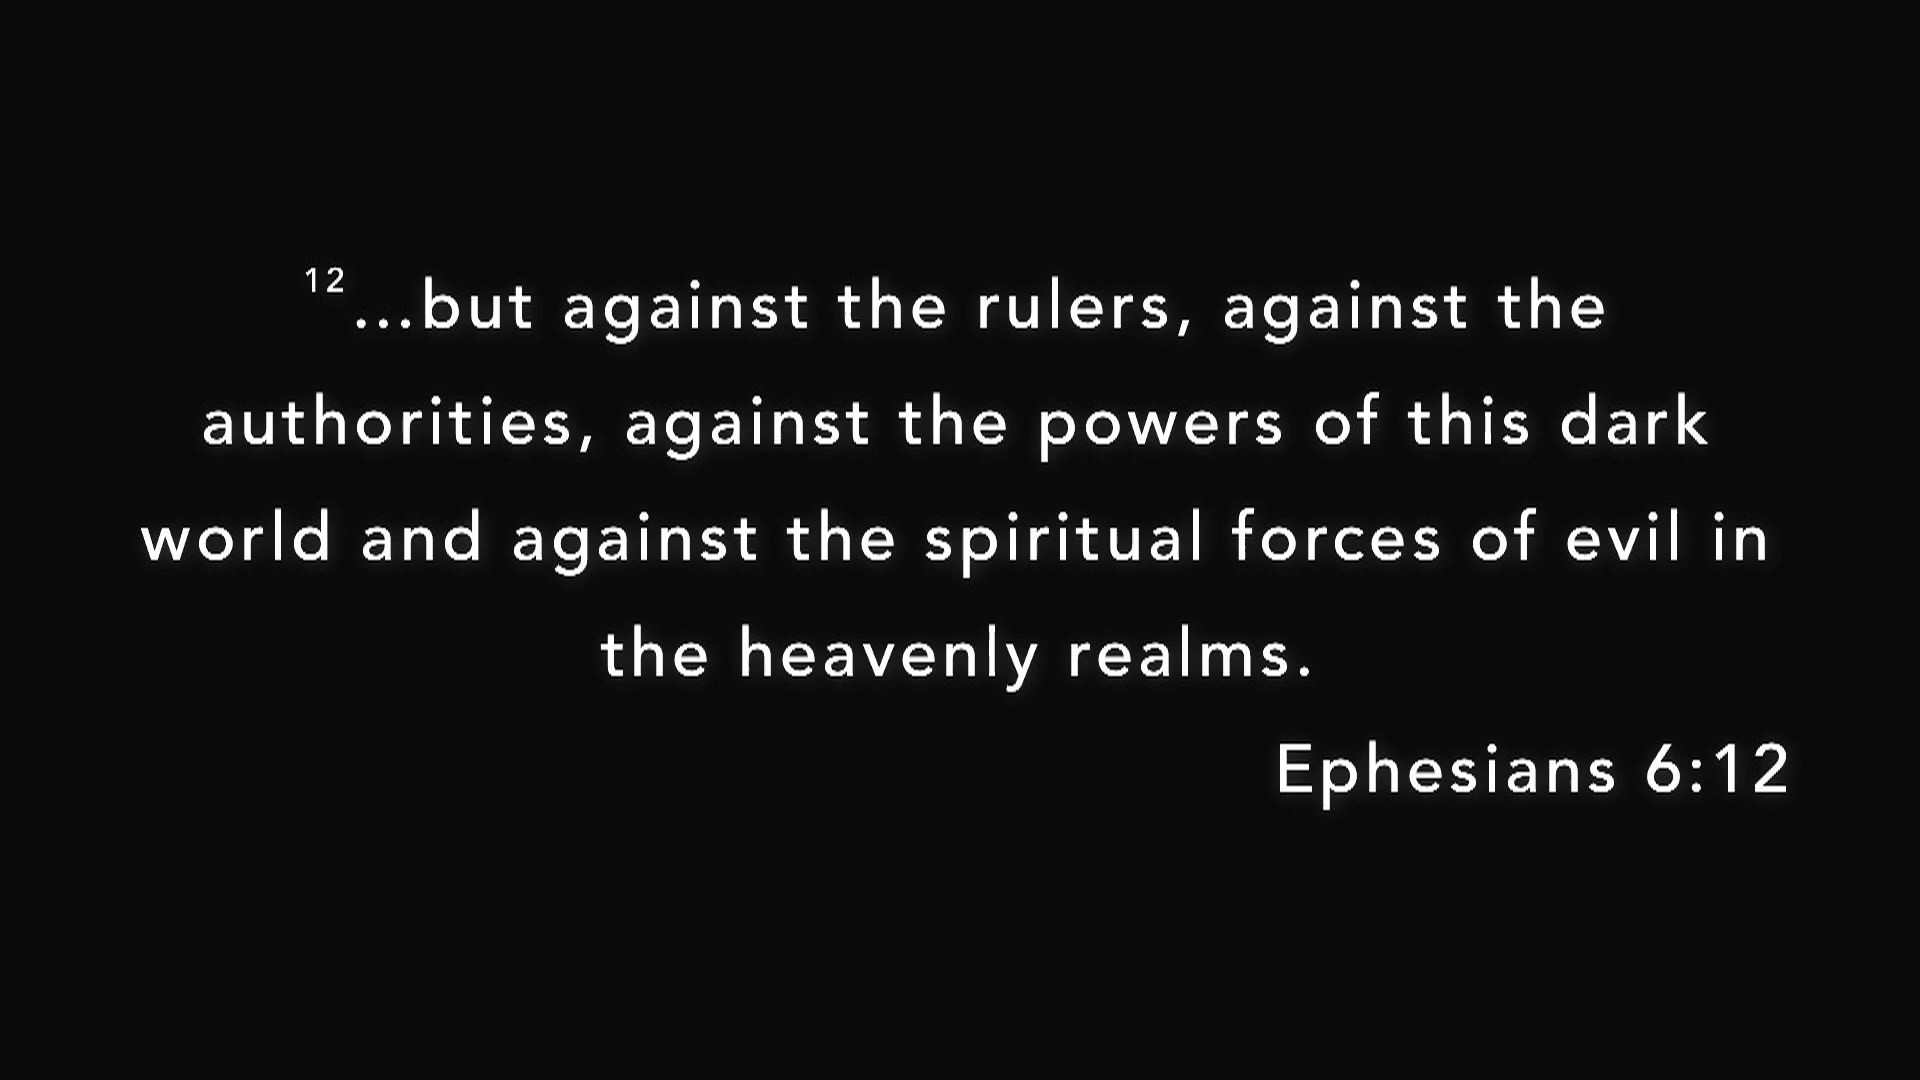 12...but against the rulers, against the
authorities, against the powers of this dark
world and against the spiritual forces of evil in
the heavenly realms.
Ephesians 6:12